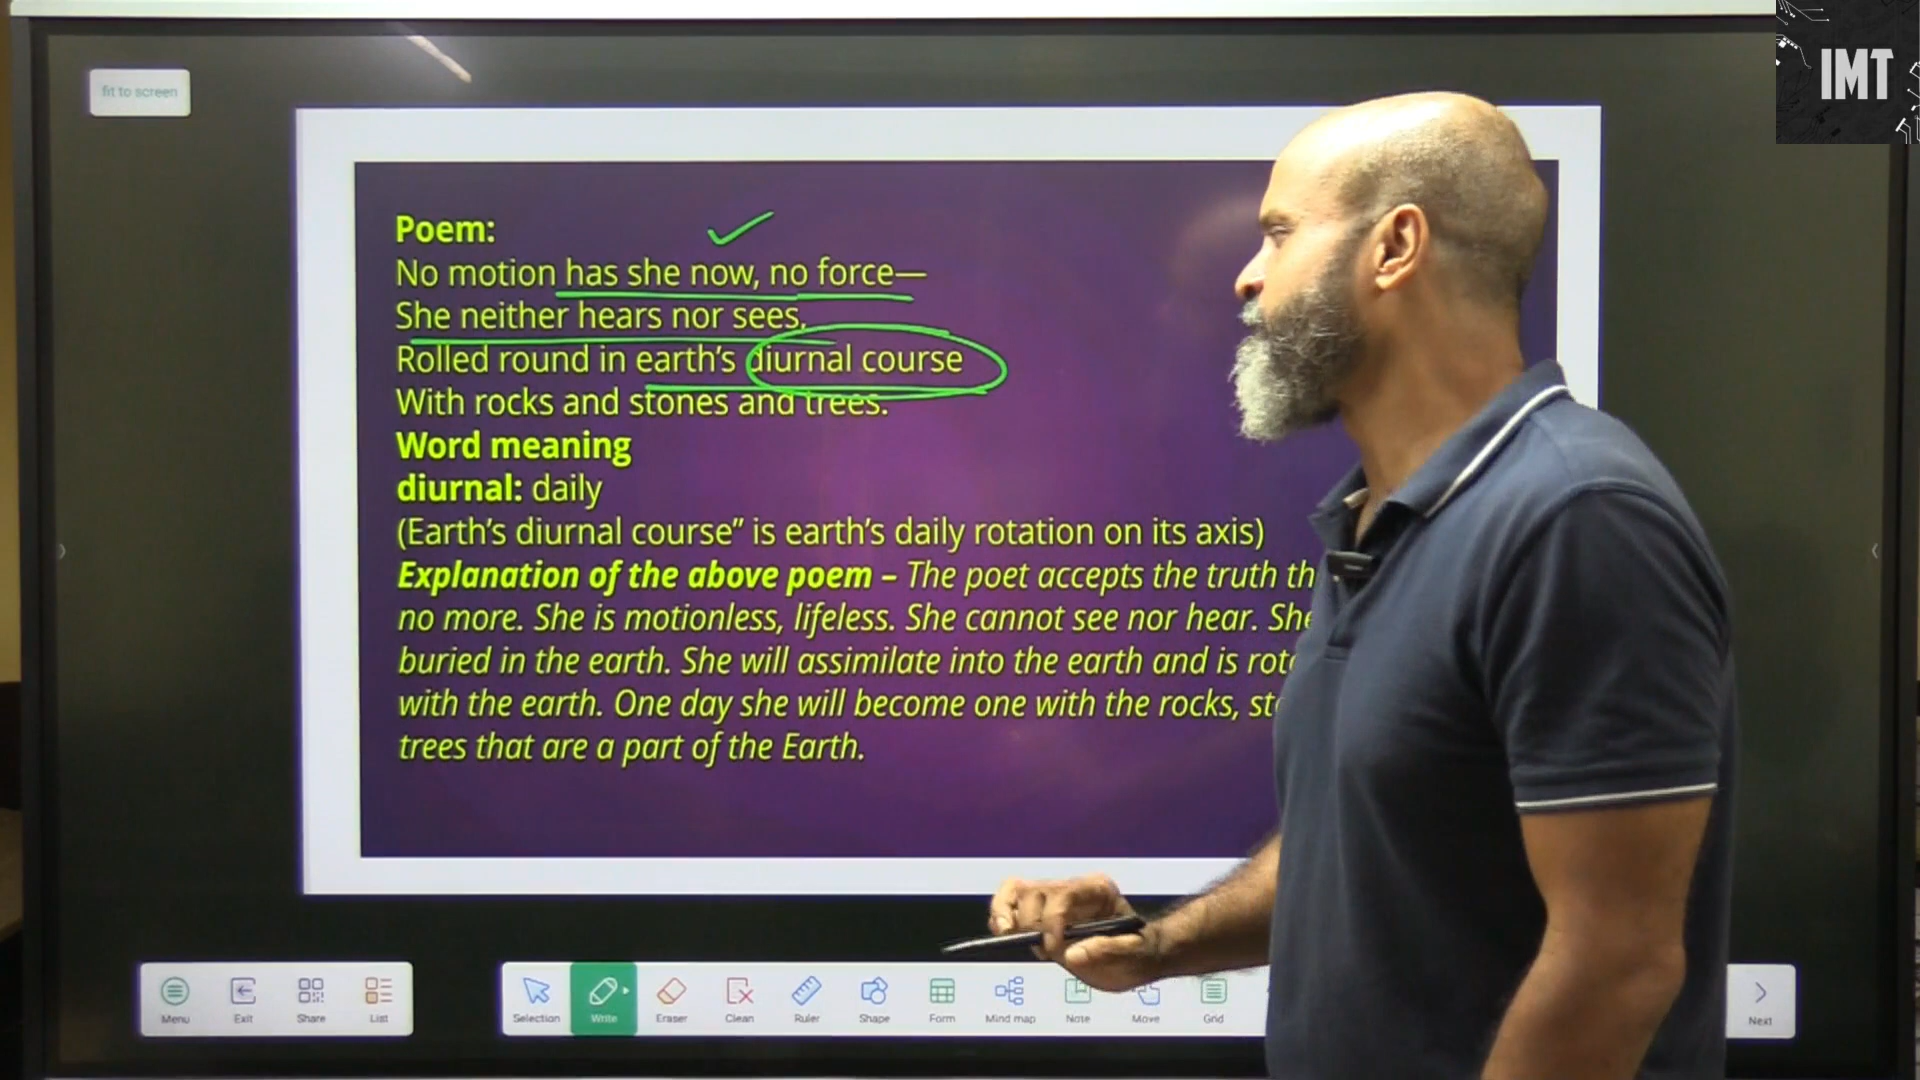 fit to screen
IMT
Poem:
No motion has she now, no force—
She neither hears nor sees,
Rolled round in earth's diurnal course
With rocks and stones and trees.
Word meaning
diurnal: daily
(Earth's diurnal course” is earth's daily rotation on its axis)
Explanation of the above poem – The poet accepts the truth
no more. She is motionless, lifeless. She cannot see nor hear. She
buried in the earth. She will assimilate into the earth and is
with the earth. One day she will become one with the rocks,
trees that are a part of the Earth.
Menu Exit Share List Selection Write Eraser Clean Ruler Shape Form Mind map Note Move Grid Next